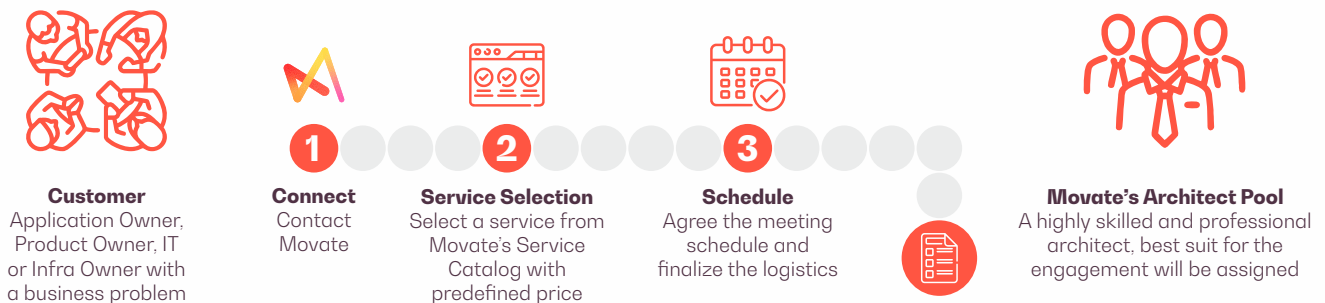 1
2
3
Customer
Application Owner,
Product Owner, IT
or Infra Owner with
a business problem
Connect
Contact
Movate
Service Selection
Select a service from
Movate's Service
Catalog with
predefined price
Schedule
Agree the meeting
schedule and
finalize the logistics
Movate's Architect Pool
A highly skilled and professional
architect, best suit for the
engagement will be assigned